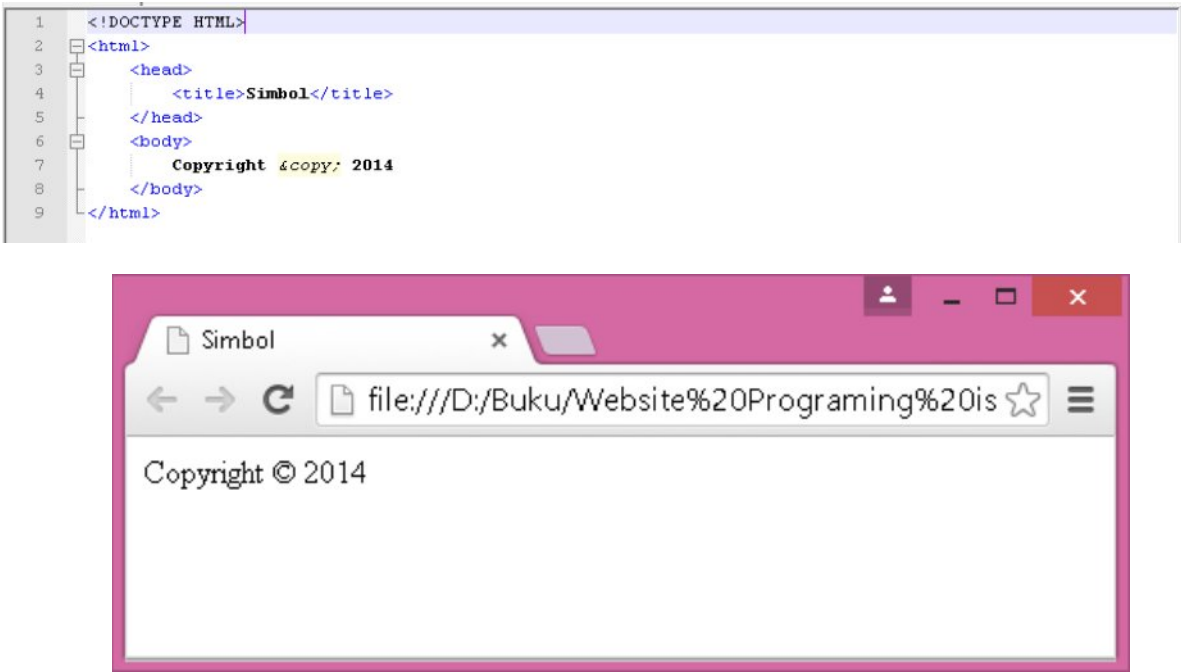 1 <!DOCTYPE HTML>
2 <html>
3 <head>
4 <title>Simbol</title>
5 </head>
6 <body>
7 Copyright &copy; 2014
8 </body>
9 </html>
Simbol
file:///D:/Buku/Website%20Programing%20is
Copyright © 2014